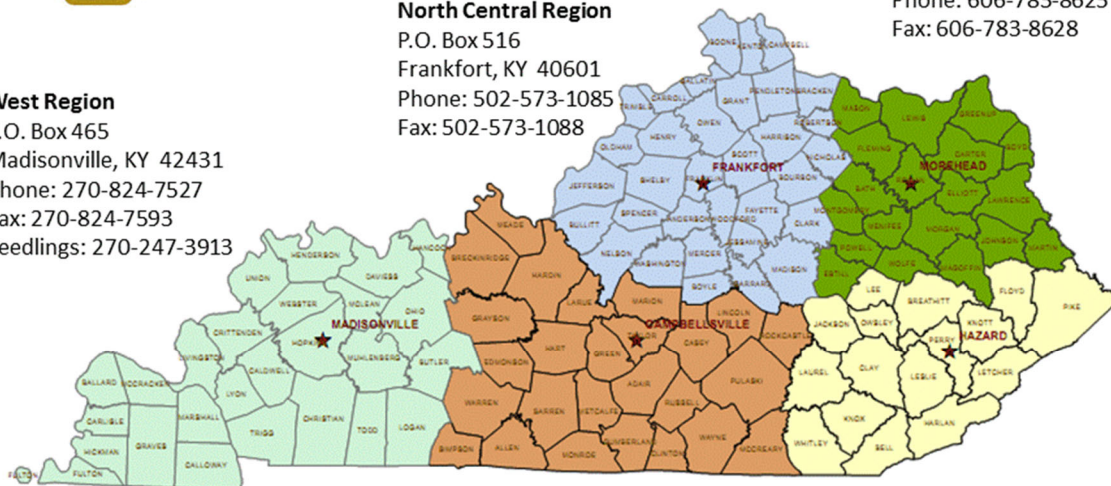 North Central Region
P.O. Box 516
Frankfort, KY 40601
Phone: 502-573-1085
Fax: 502-573-1088
Phone: 606-783-8625
Fax: 606-783-8628
West Region
P.O. Box 465
Madisonville, KY 42431
Phone: 270-824-7527
Fax: 270-824-7593
Seedlings: 270-247-3913
BOONE
KENTON
CAMPBELL
GALLATIN
PENDLETON
BRACKEN
CARROLL
GRANT
TRIMBLE
OWEN
ROBERTSON
MASON
LEWIS
GREENUP
HENRY
HARRISON
OLDHAM
SCOTT
NICHOLAS
FLEMING
CARTER
BOYD
FRANKFORT
MOREHEAD
JEFFERSON
SHELBY
FRANKLIN
BOURBON
BATH
ELLIOTT
LAWRENCE
SPENCER
ANDERSON
WOODFORD
FAYETTE
CLARK
MONTGOMERY
MENIFEE
MORGAN
BULLITT
JOHNSON
MARTIN
NELSON
WASHINGTON
MERCER
JESSAMINE
MADISON
POWELL
WOLFE
MAGOFFIN
ESTILL
BOYLE
GARRARD
MEADE
BRECKINRIDGE
HARDIN
LARUE
MARION
LINCOLN
ROCKCASTLE
GRAYSON
CAMPBELLSVILLE
TAYLOR
CASEY
HART
GREEN
EDMONSON
ADAIR
PULASKI
WARREN
BARREN
METCALFE
RUSSELL
SIMPSON
ALLEN
MONROE
CUMBERLAND
CLINTON
WAYNE
MCCREARY
HANCOCK
HENDERSON
UNION
DAVIESS
WEBSTER
MCLEAN
OHIO
MADISONVILLE
CRITTENDEN
HOPKINS
MUHLENBERG
BUTLER
LIVINGSTON
CALDWELL
LYON
BALLARD
MCCRACKEN
CARLISLE
MARSHALL
TRIGG
CHRISTIAN
TODD
LOGAN
HICKMAN
GRAVES
CALLOWAY
FULTON
FULTON
LEE
BREATHITT
FLOYD
PIKE
JACKSON
OWSLEY
KNOTT
PERRY
HAZARD
LAUREL
CLAY
LESLIE
LETCHER
KNOX
HARLAN
WHITLEY
BELL